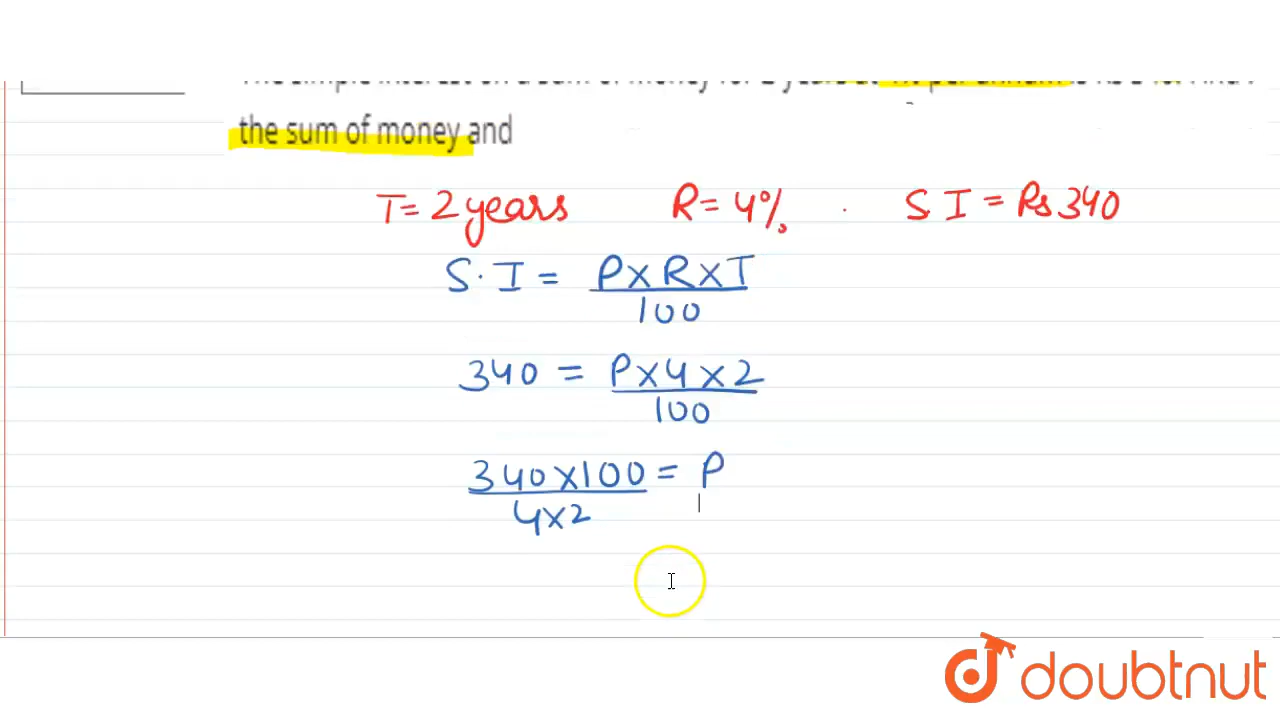 the sum of money and
T = 2 years R = 4% S.I = Rs 340
S.I = P×R×T
100
340 = P×4×2
100
340×100 = P
4×2
doubtnut